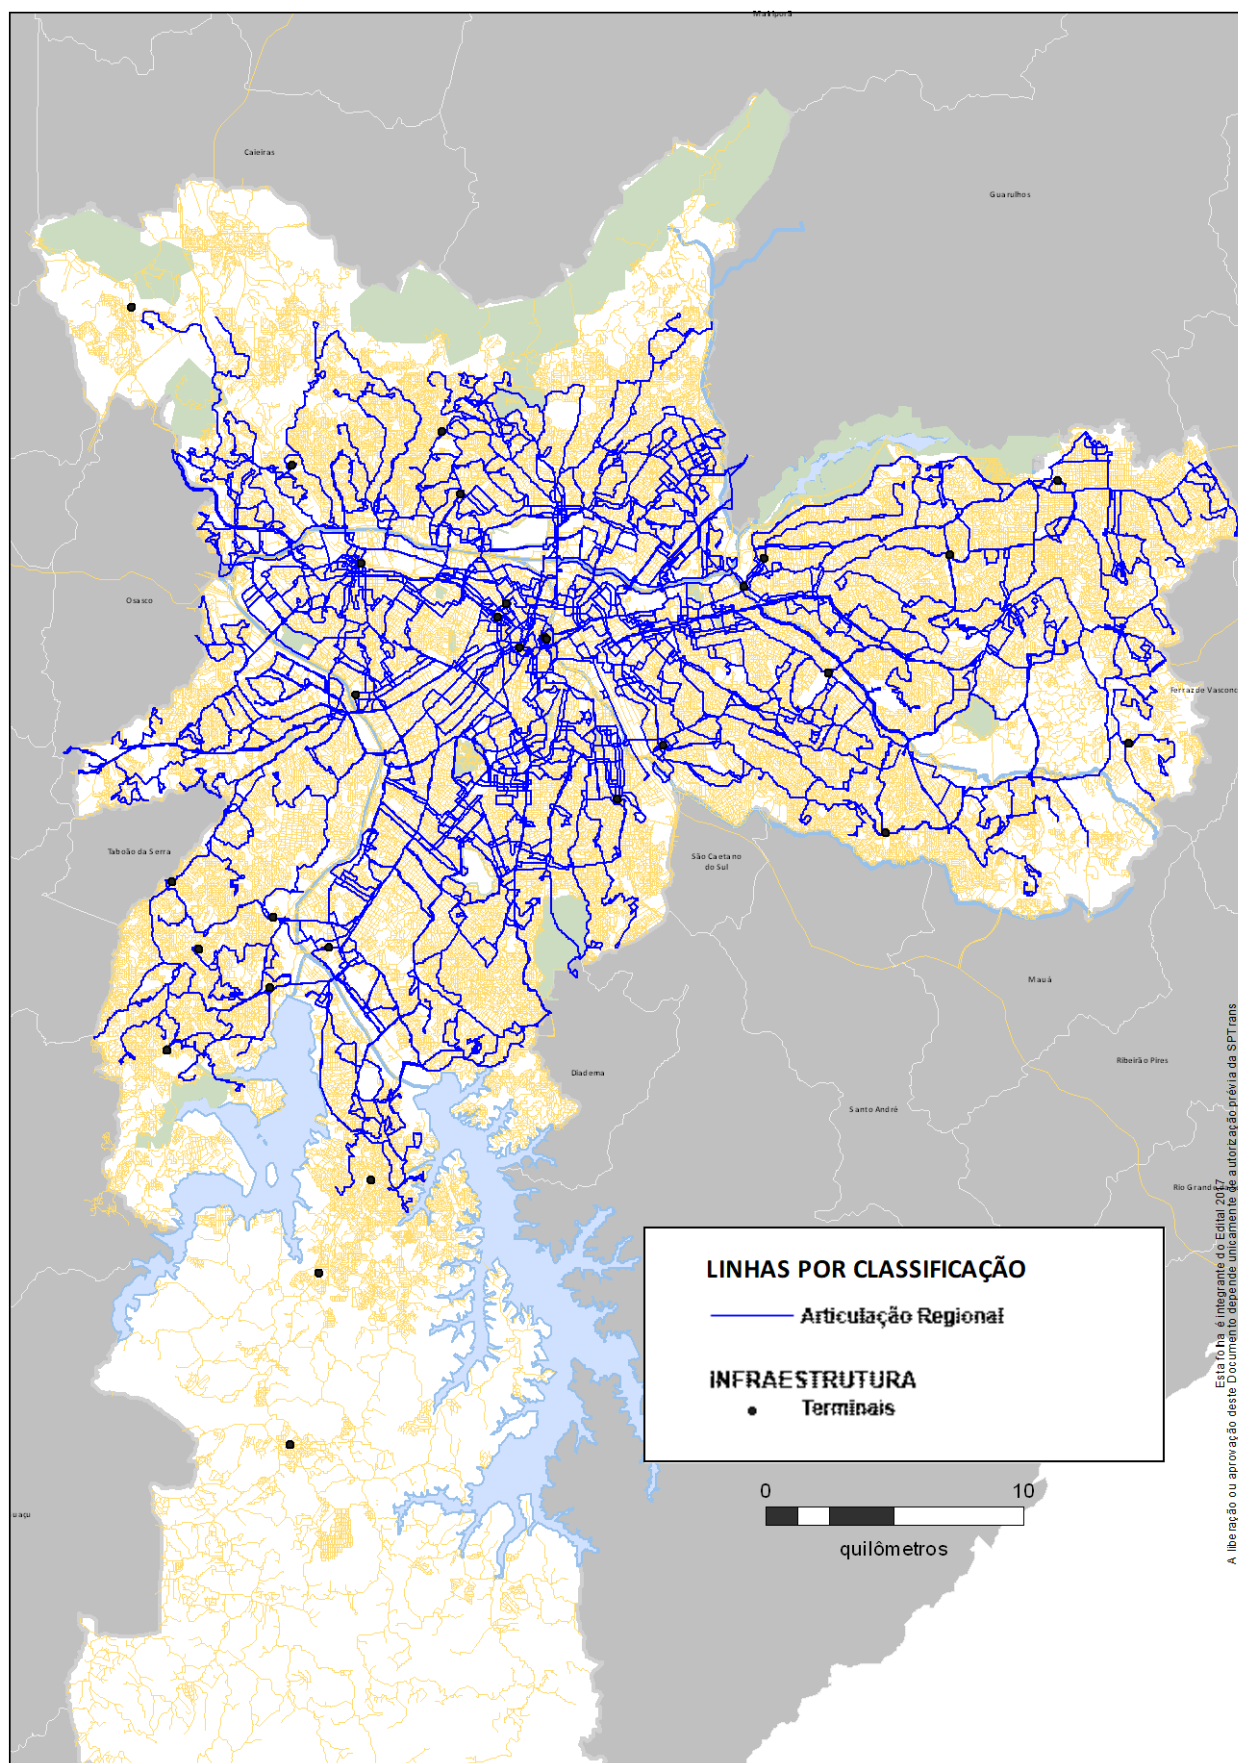 Mairiporã
Caieiras
Guarulhos
Osasco
Ferraz de Vasconc
Taboão da Serra
São Caetano
do Sul
Mauá
Diadema
Ribeirão Pires
Santo André
Rio Grande da
LINHAS POR CLASSIFICAÇÃO
Articulação Regional
INFRAESTRUTURA
Terminais
0 10
quilômetros
uaçu
Esta folha é integrante do Edital 2017
A liberação ou aprovação deste Documento depende unicamente de autorização prévia da SPTrans